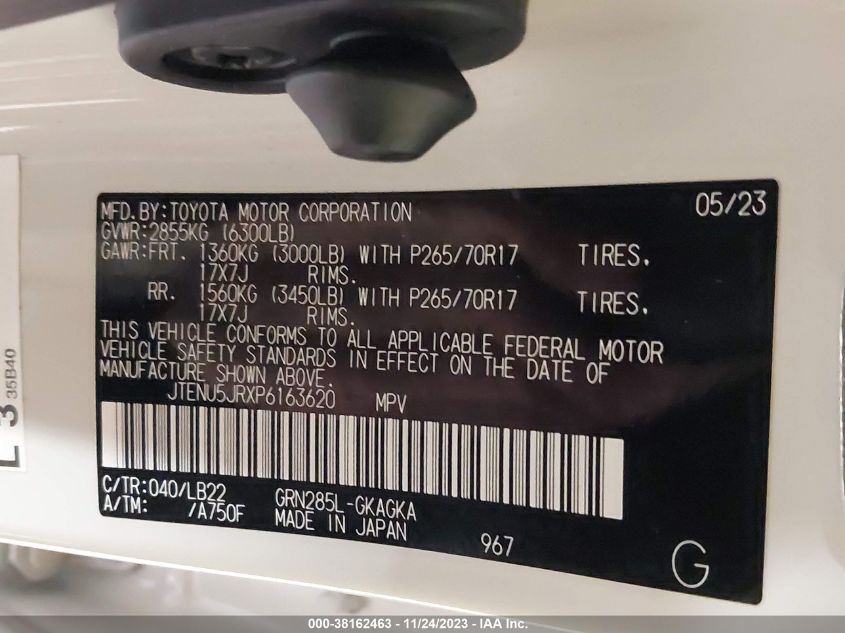 MFD.BY:TOYOTA MOTOR CORPORATION 05/23
GVWR:2855KG (6300LB)
GAWR:FRT. 1360KG (3000LB) WITH P265/70R17 TIRES.
17X7J RIMS.
RR. 1560KG (3450LB) WITH P265/70R17 TIRES.
17X7J RIMS.
THIS VEHICLE CONFORMS TO ALL APPLICABLE FEDERAL MOTOR
VEHICLE SAFETY STANDARDS IN EFFECT ON THE DATE OF
MANUFACTURE SHOWN ABOVE.
JTENU5JRXP6163620 MPV
C/TR:040/LB22 GRN285L-GKAGKA
A/TM: /A750F MADE IN JAPAN 967
G
35B40
000-38162463 - 11/24/2023 - IAA Inc.